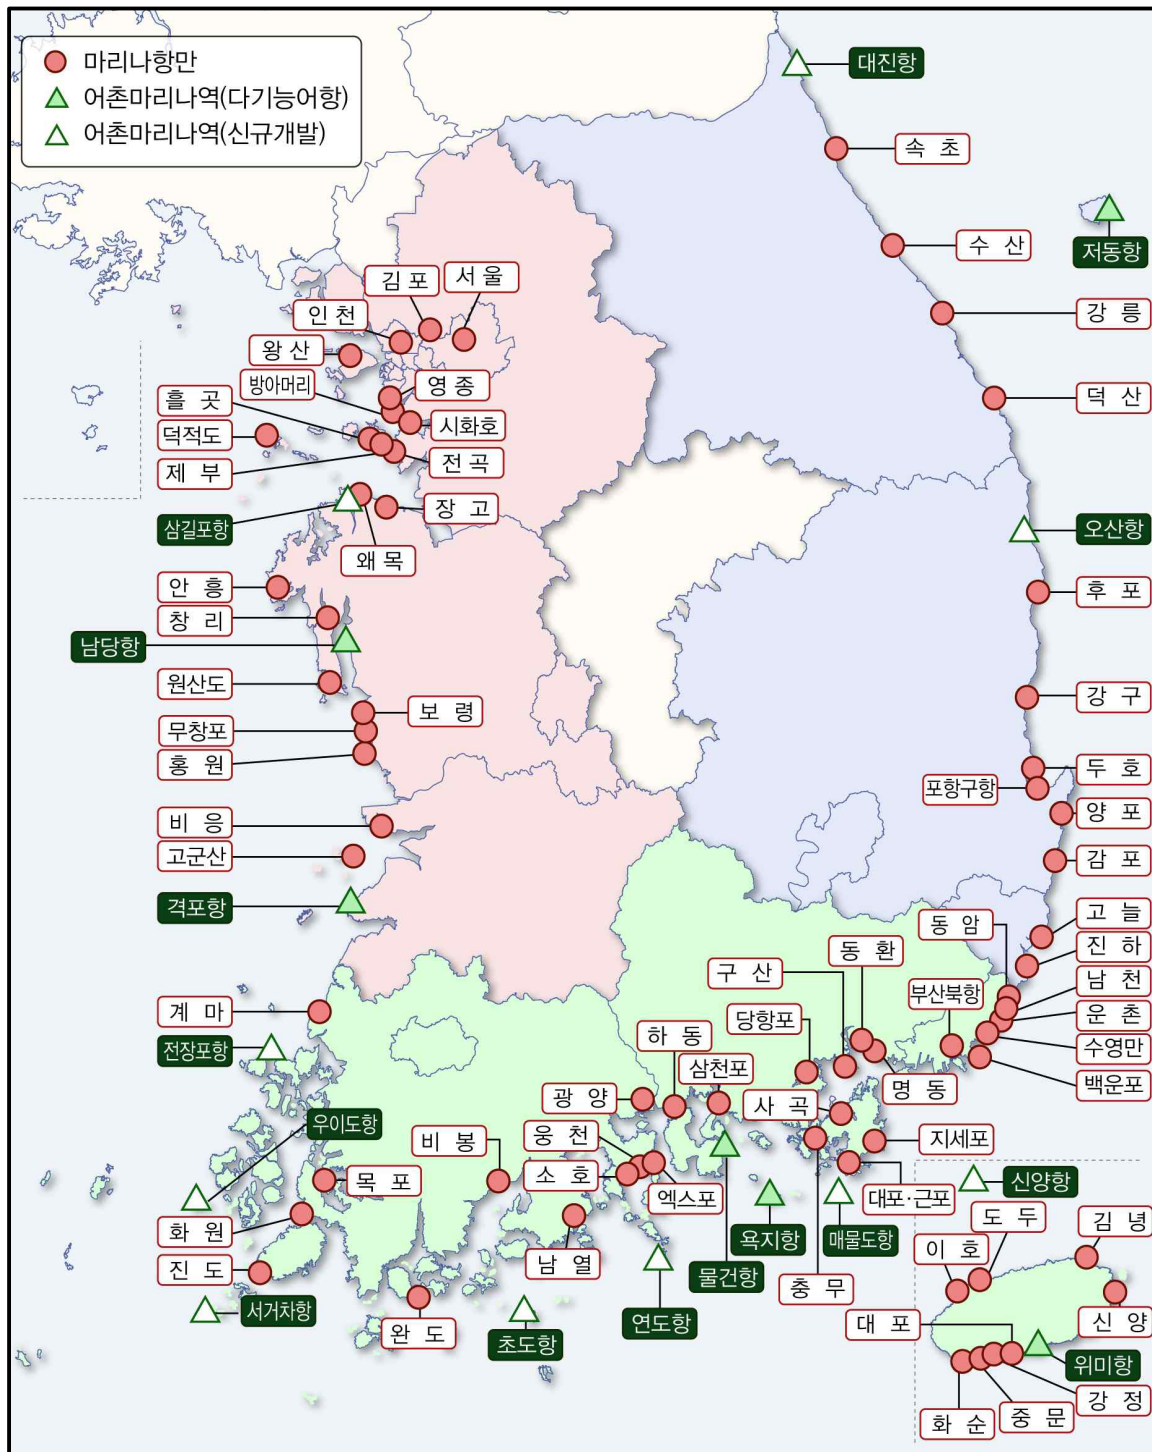 마리나항만
어촌마리나역(다기능어항)
어촌마리나역(신규개발)
대진항
속 초
저동항
수 산
김 포
서 울
인 천
강 릉
왕 산
방아머리
영 종
흘 곶
덕 산
시화호
덕적도
전 곡
제 부
장 고
삼길포항
오산항
왜 목
안 흥
후 포
창 리
남당항
원산도
강 구
보 령
무창포
홍 원
두 호
포항구항
양 포
비 응
고군산
감 포
격포항
고 늘
동 암
동 환
진 하
구 산
남 천
부산북항
계 마
당항포
운 촌
하 동
수영만
전장포항
삼천포
백운포
명 동
광 양
사 곡
우이도항
비 봉
웅 천
지세포
소 호
목 포
엑스포
대포·근포
신양항
도 두
김 녕
화 원
욕지항
매물도항
이 호
남 열
진 도
물건항
충 무
서거차항
연도항
대 포
신 양
완 도
초도항
위미항
강 정
중 문
화 순